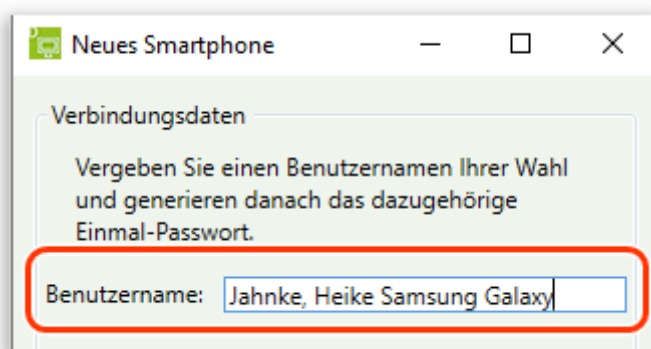 Neues Smartphone
Verbindungsdaten
Vergeben Sie einen Benutzernamen Ihrer Wahl
und generieren danach das dazugehörige
Einmal-Passwort.
Benutzername: Jahnke, Heike Samsung Galaxy